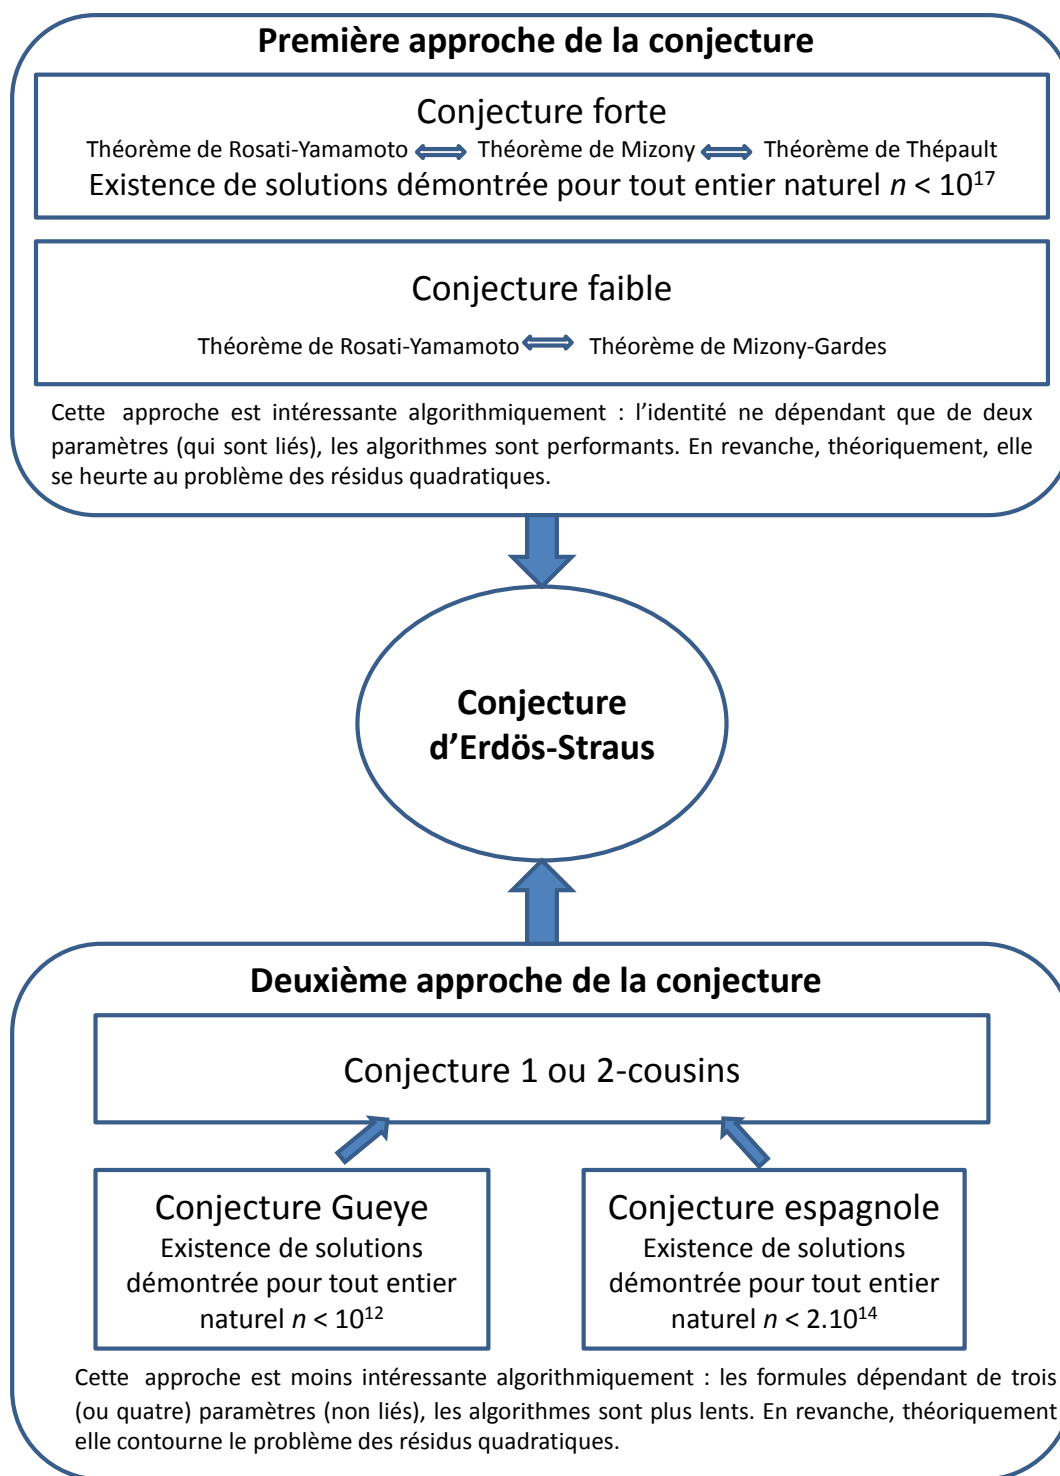 Première approche de la conjecture
Conjecture forte
Théorème de Rosati-Yamamoto Théorème de Mizony Théorème de Thépault
Existence de solutions démontrée pour tout entier naturel n < 10¹⁷
Conjecture faible
Théorème de Rosati-Yamamoto Théorème de Mizony-Gardes
Cette approche est intéressante algorithmiquement : l’identité ne dépendant que de deux
paramètres (qui sont liés), les algorithmes sont performants. En revanche, théoriquement, elle
se heurte au problème des résidus quadratiques.
Conjecture
d’Erdös-Straus
Deuxième approche de la conjecture
Conjecture 1 ou 2-cousins
Conjecture Gueye
Existence de solutions
démontrée pour tout entier
naturel n < 10¹²
Conjecture espagnole
Existence de solutions
démontrée pour tout entier
naturel n < 2.10¹⁴
Cette approche est moins intéressante algorithmiquement : les formules dépendant de trois
(ou quatre) paramètres (non liés), les algorithmes sont plus lents. En revanche, théoriquement
elle contourne le problème des résidus quadratiques.